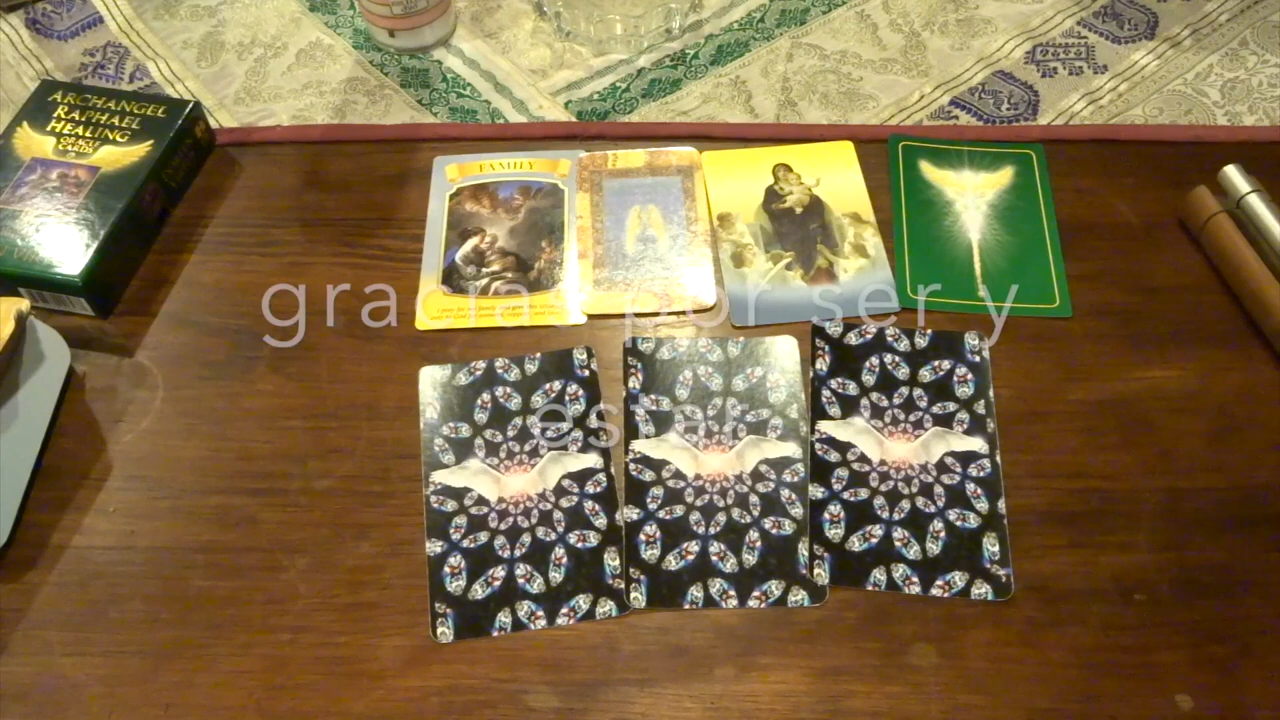 ARCHANGEL
RAPHAEL
HEALING
ORACLE
CARDS
FAMILY
gracias por ser y
estar